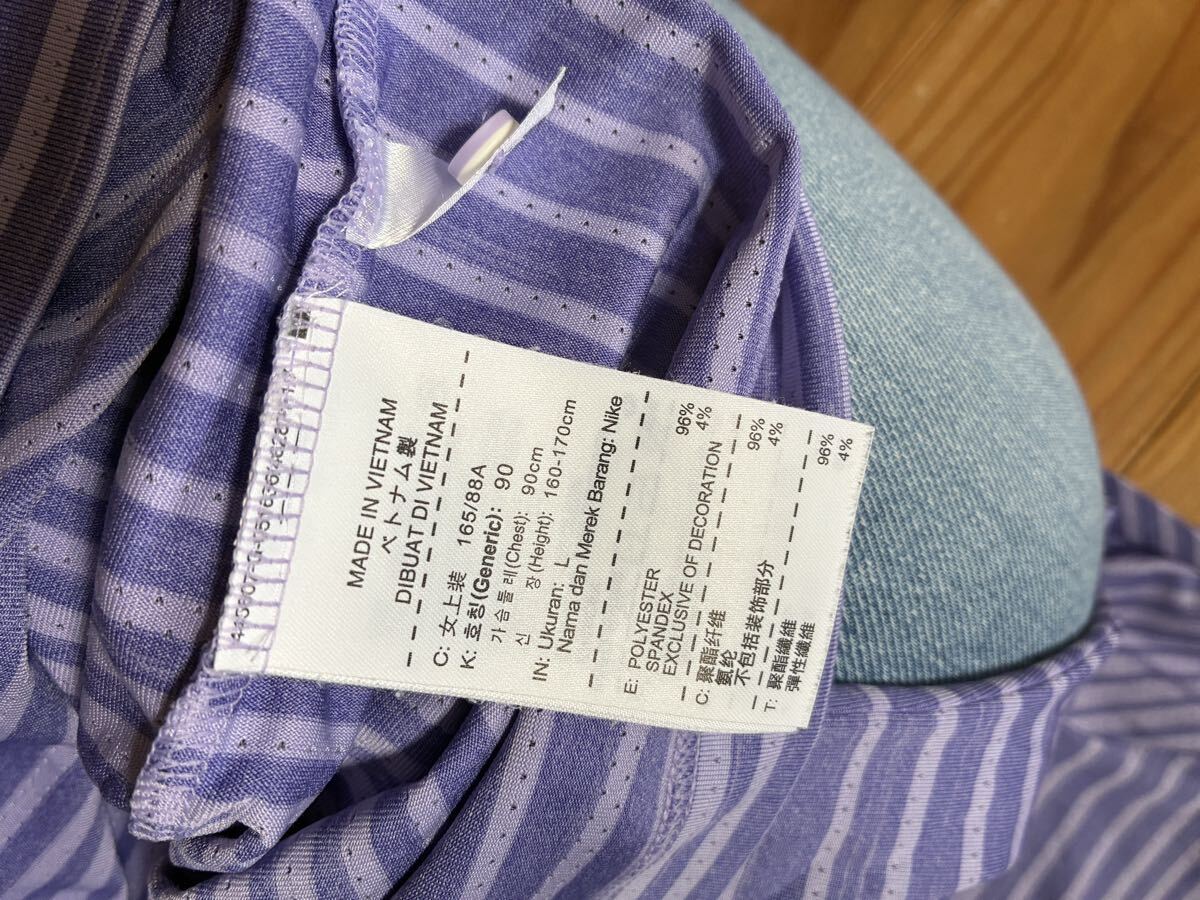 MADE IN VIETNAM
ベトナム製
DIBUAT DI VIETNAM
C: 女上装 165/88A
K: 호칭(Generic): 90
가슴둘레(Chest): 90cm
신 장(Height): 160-170cm
IN: Ukuran: L
Nama dan Merek Barang: Nike
E: POLYESTER 96%
SPANDEX 4%
EXCLUSIVE OF DECORATION
C: 聚酯纤维 96%
氨纶 4%
不包括装饰部分
T: 聚酯纖維 96%
彈性纖維 4%